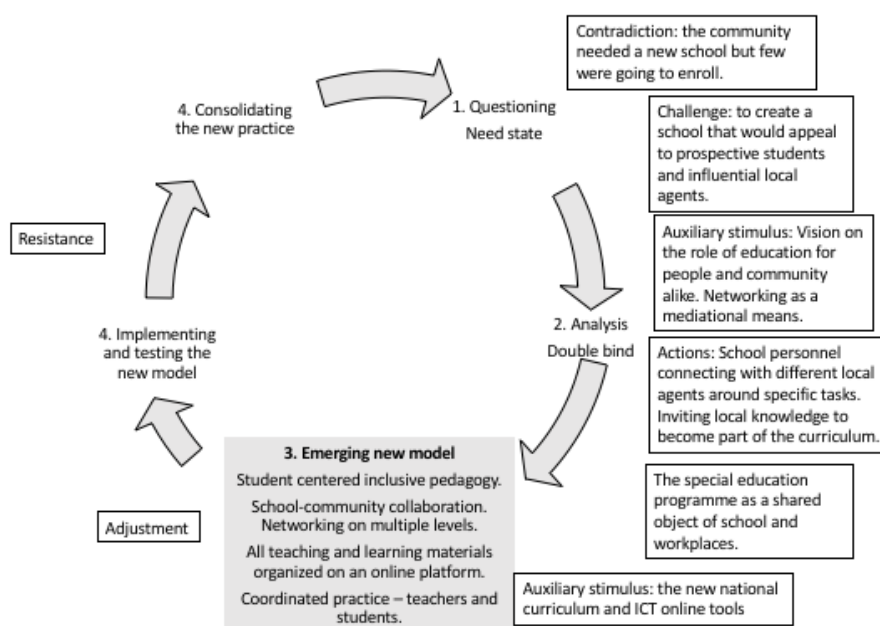 Contradiction: the community
needed a new school but few
were going to enroll.
4. Consolidating
the new practice
1. Questioning
Need state
Challenge: to create a
school that would appeal
to prospective students
and influential local
agents.
Resistance
Auxiliary stimulus: Vision on
the role of education for
people and community
alike. Networking as a
mediational means.
4. Implementing
and testing the
new model
2. Analysis
Double bind
Actions: School personnel
connecting with different local
agents around specific tasks.
Inviting local knowledge to
become part of the curriculum.
3. Emerging new model
Student centered inclusive pedagogy.
School-community collaboration.
Networking on multiple levels.
All teaching and learning materials
organized on an online platform.
Coordinated practice – teachers and
students.
Adjustment
The special education
programme as a shared
object of school and
workplaces.
Auxiliary stimulus: the new national
curriculum and ICT online tools